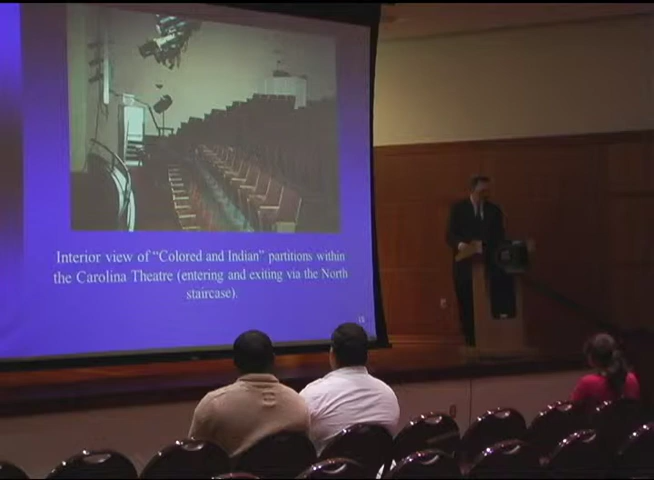 Interior view of "Colored and Indian" partitions within
the Carolina Theatre (entering and exiting via the North
staircase).